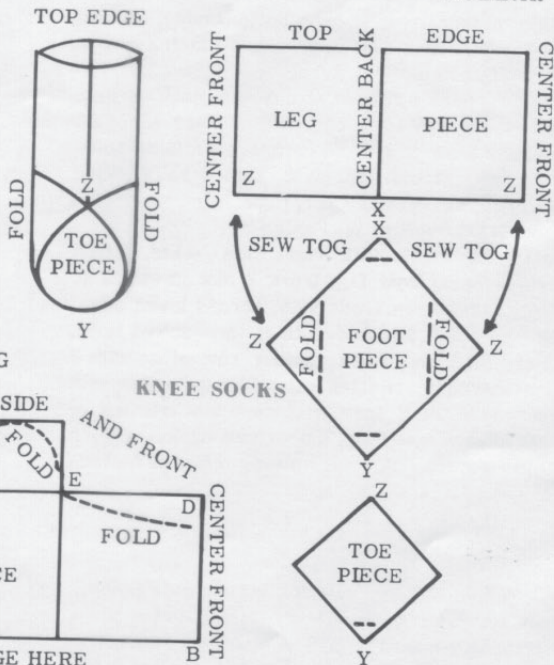 TOP EDGE
FOLD
Z
FOLD
TOE
PIECE
Y
TOP EDGE
CENTER FRONT
CENTER BACK
CENTER FRONT
LEG PIECE
Z
Z
X
X
SEW TOG
SEW TOG
Z
FOLD
FOOT
PIECE
FOLD
Z
Y
KNEE SOCKS
G
SIDE
FOLD
AND FRONT
E
D
FOLD
CENTER FRONT
CE
B
GE HERE
Z
TOE
PIECE
Y